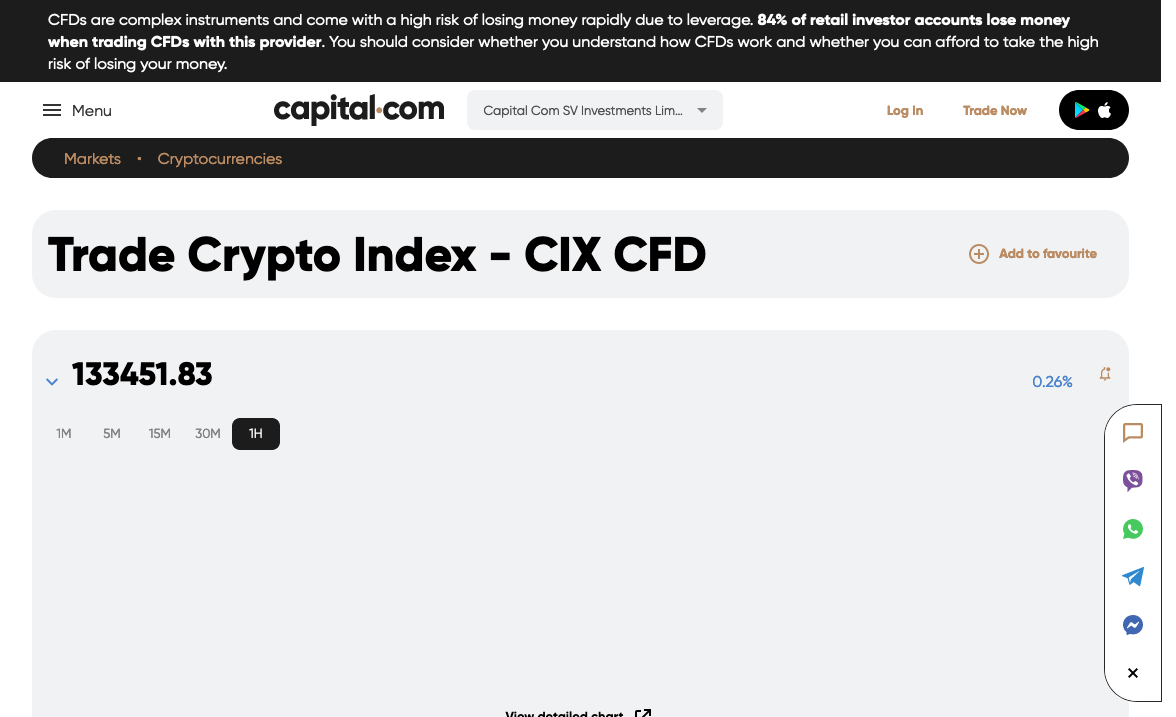 CFDs are complex instruments and come with a high risk of losing money rapidly due to leverage. 84% of retail investor accounts lose money
when trading CFDs with this provider. You should consider whether you understand how CFDs work and whether you can afford to take the high
risk of losing your money.
Menu
capital.com
Capital Com SV Investments Lim...
Log In
Trade Now
Markets • Cryptocurrencies
Trade Crypto Index - CIX CFD
Add to favourite
133451.83
0.26%
1M 5M 15M 30M 1H
View detailed chart